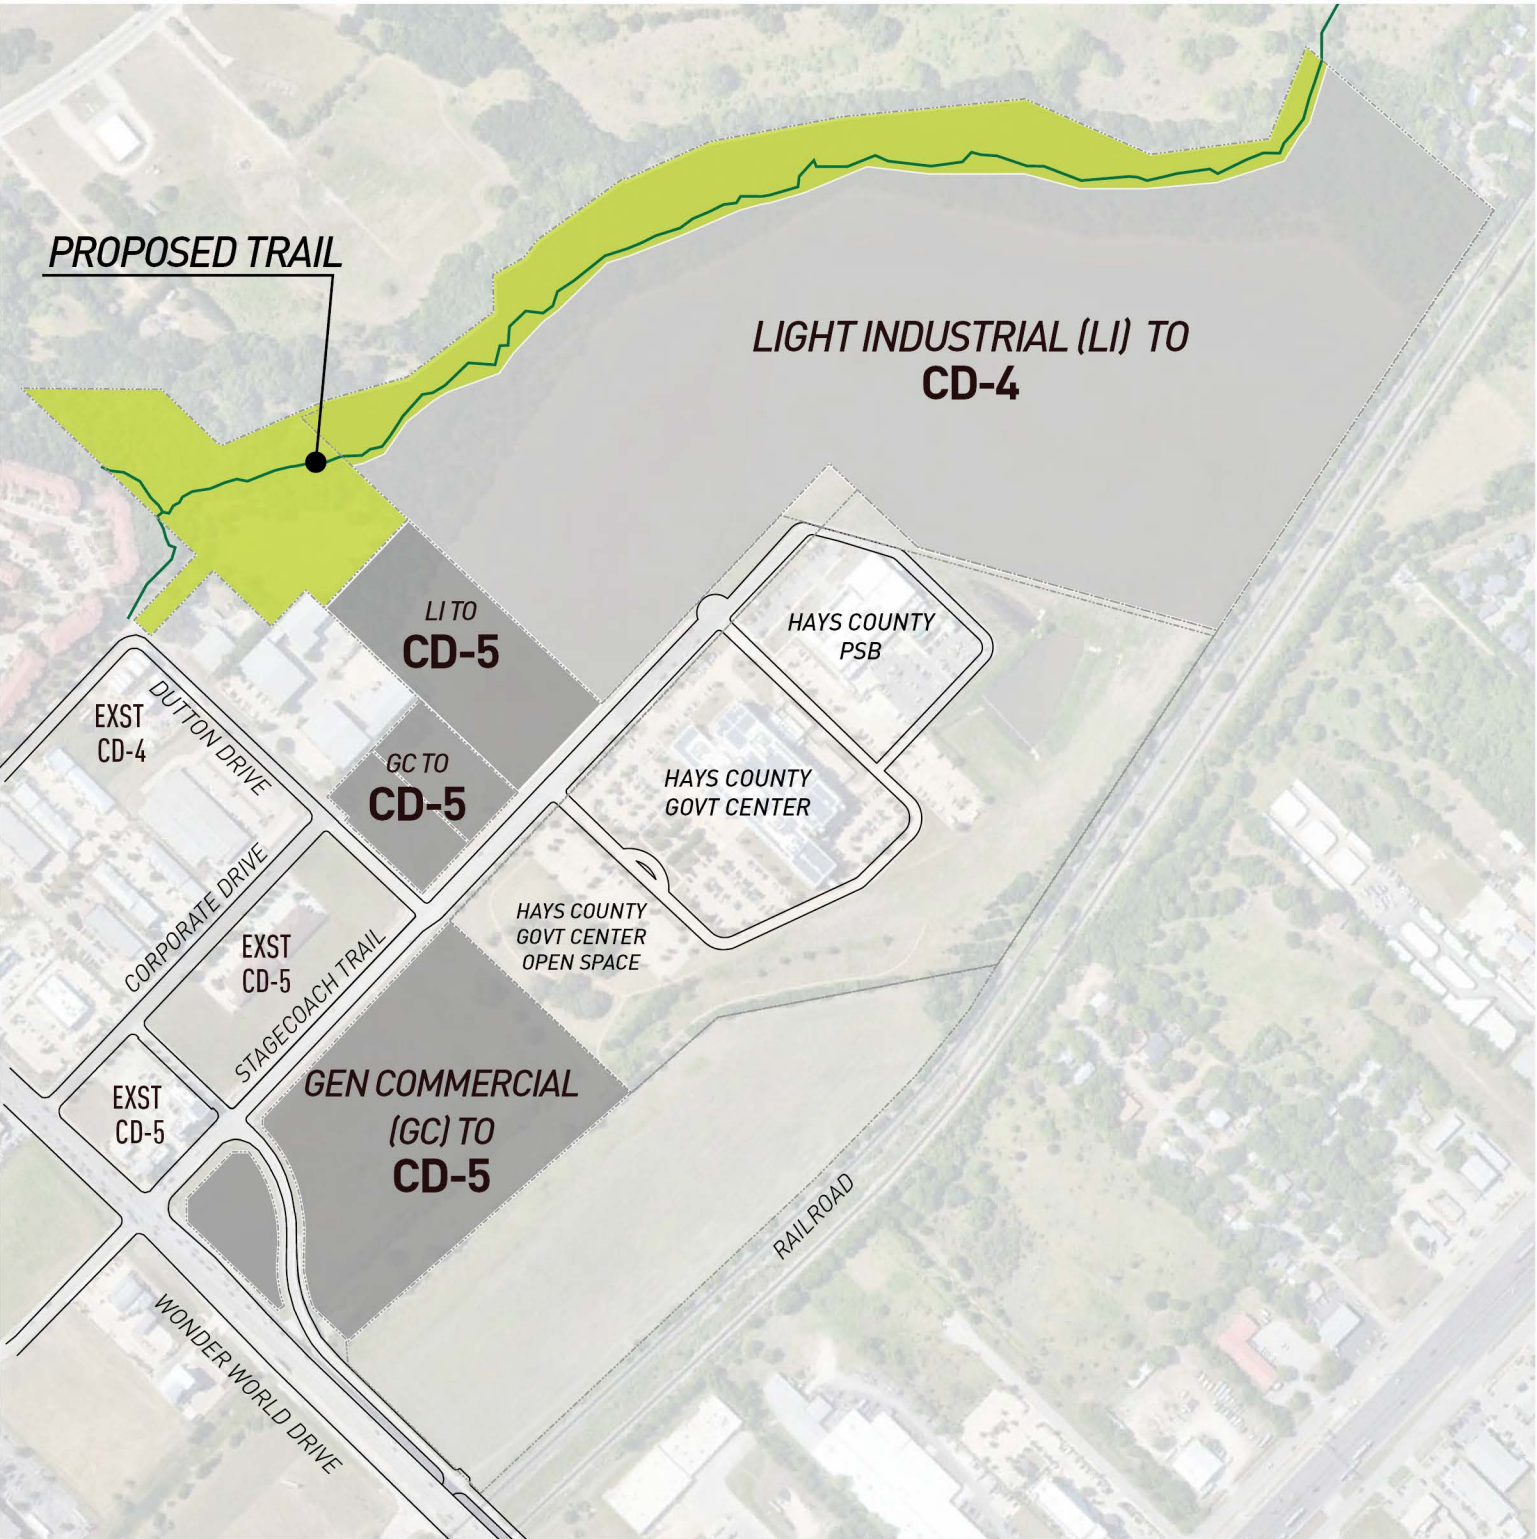 PROPOSED TRAIL
LIGHT INDUSTRIAL (LI) TO
CD-4
LI TO
CD-5
HAYS COUNTY
PSB
EXST
CD-4
DUTTON DRIVE
GC TO
CD-5
HAYS COUNTY
GOVT CENTER
CORPORATE DRIVE
EXST
CD-5
STAGECOACH TRAIL
HAYS COUNTY
GOVT CENTER
OPEN SPACE
EXST
CD-5
GEN COMMERCIAL
(GC) TO
CD-5
RAILROAD
WONDER WORLD DRIVE